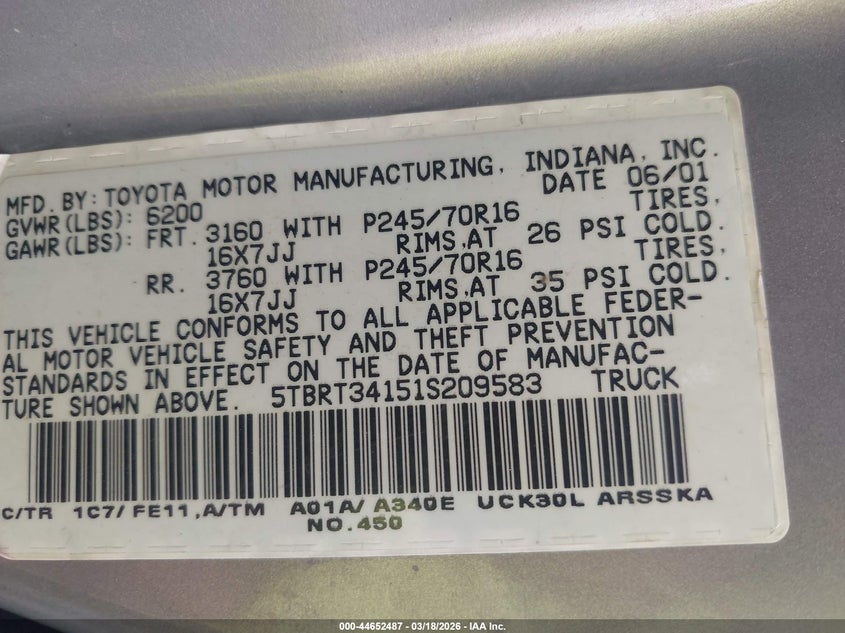 MFD. BY: TOYOTA MOTOR MANUFACTURING, INDIANA, INC.
GVWR(LBS): 6200 DATE 06/01
GAWR(LBS): FRT. 3160 WITH P245/70R16 TIRES,
16X7JJ RIMS,AT 26 PSI COLD.
RR. 3760 WITH P245/70R16 TIRES,
16X7JJ RIMS,AT 35 PSI COLD.
THIS VEHICLE CONFORMS TO ALL APPLICABLE FEDER-
AL MOTOR VEHICLE SAFETY AND THEFT PREVENTION
STANDARDS IN EFFECT ON THE DATE OF MANUFAC-
TURE SHOWN ABOVE. 5TBRT34151S209583 TRUCK
C/TR 1C7/FE11,A/TM A01A/A340E UCK30L ARSSKA
NO.450
000-44652487 - 03/18/2026 - IAA Inc.